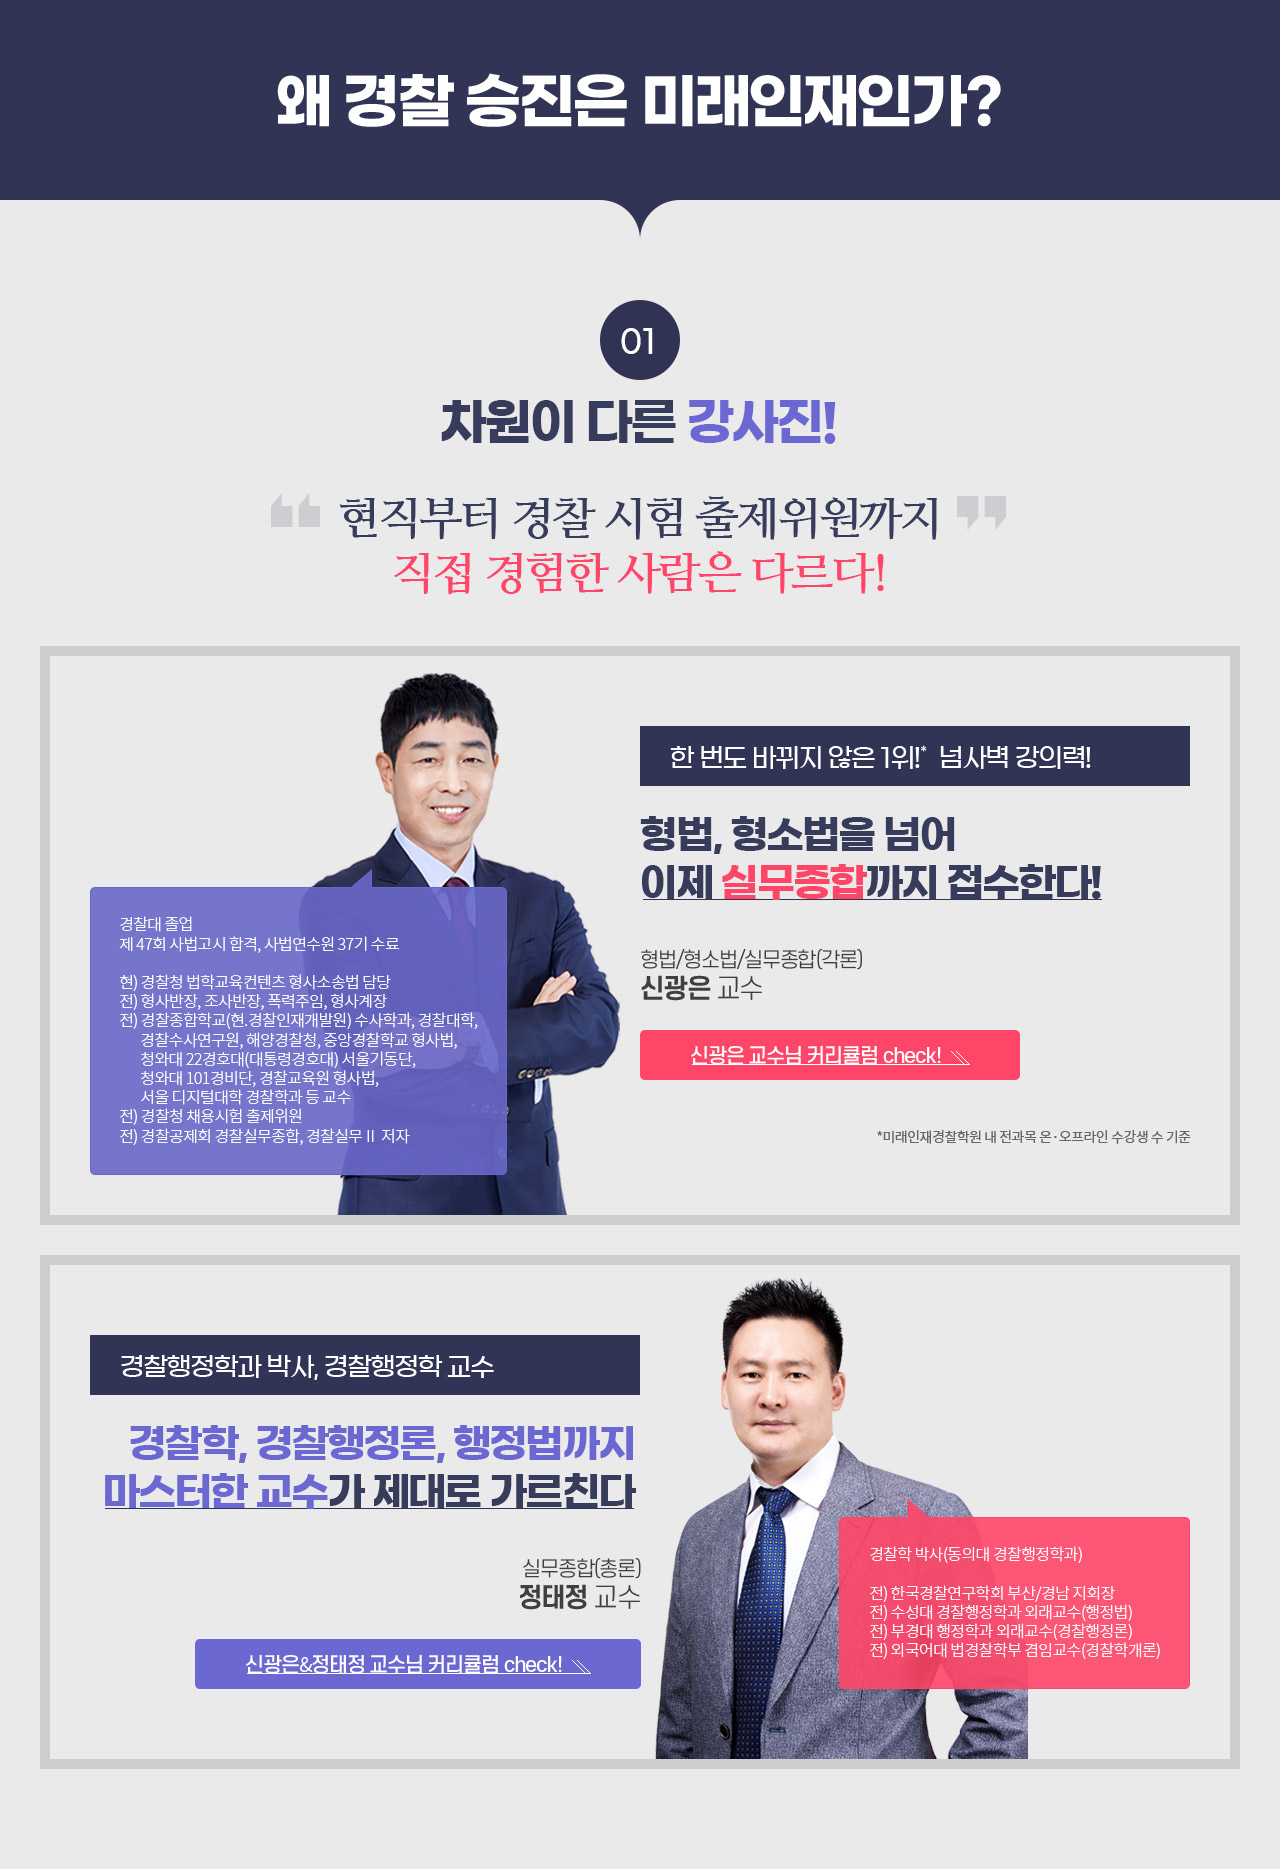 왜 경찰 승진은 미래인재인가?
01
차원이 다른 강사진!
현직부터 경찰 시험 출제위원까지
직접 경험한 사람은 다르다!
한 번도 바뀌지 않은 1위!* 넘사벽 강의력!
형법, 형소법을 넘어
이제 실무종합까지 접수한다!
형법/형소법/실무종합(각론)
신광은 교수
신광은 교수님 커리큘럼 check!
*미래인재경찰학원 내 전과목 온·오프라인 수강생 수 기준
경찰대 졸업
제 47회 사법고시 합격, 사법연수원 37기 수료
현) 경찰청 법학교육컨텐츠 형사소송법 담당
전) 형사반장, 조사반장, 폭력주임, 형사계장
전) 경찰종합학교(현.경찰인재개발원) 수사학과, 경찰대학,
경찰수사연구원, 해양경찰청, 중앙경찰학교 형사법,
청와대 22경호대(대통령경호대) 서울기동단,
청와대 101경비단, 경찰교육원 형사법,
서울 디지털대학 경찰학과 등 교수
전) 경찰청 채용시험 출제위원
전) 경찰공제회 경찰실무종합, 경찰실무Ⅱ 저자
경찰행정학과 박사, 경찰행정학 교수
경찰학, 경찰행정론, 행정법까지
마스터한 교수가 제대로 가르친다
실무종합(총론)
정태정 교수
신광은&정태정 교수님 커리큘럼 check!
경찰학 박사(동의대 경찰행정학과)
전) 한국경찰연구학회 부산/경남 지회장
전) 수성대 경찰행정학과 외래교수(행정법)
전) 부경대 행정학과 외래교수(경찰행정론)
전) 외국어대 법경찰학부 겸임교수(경찰학개론)